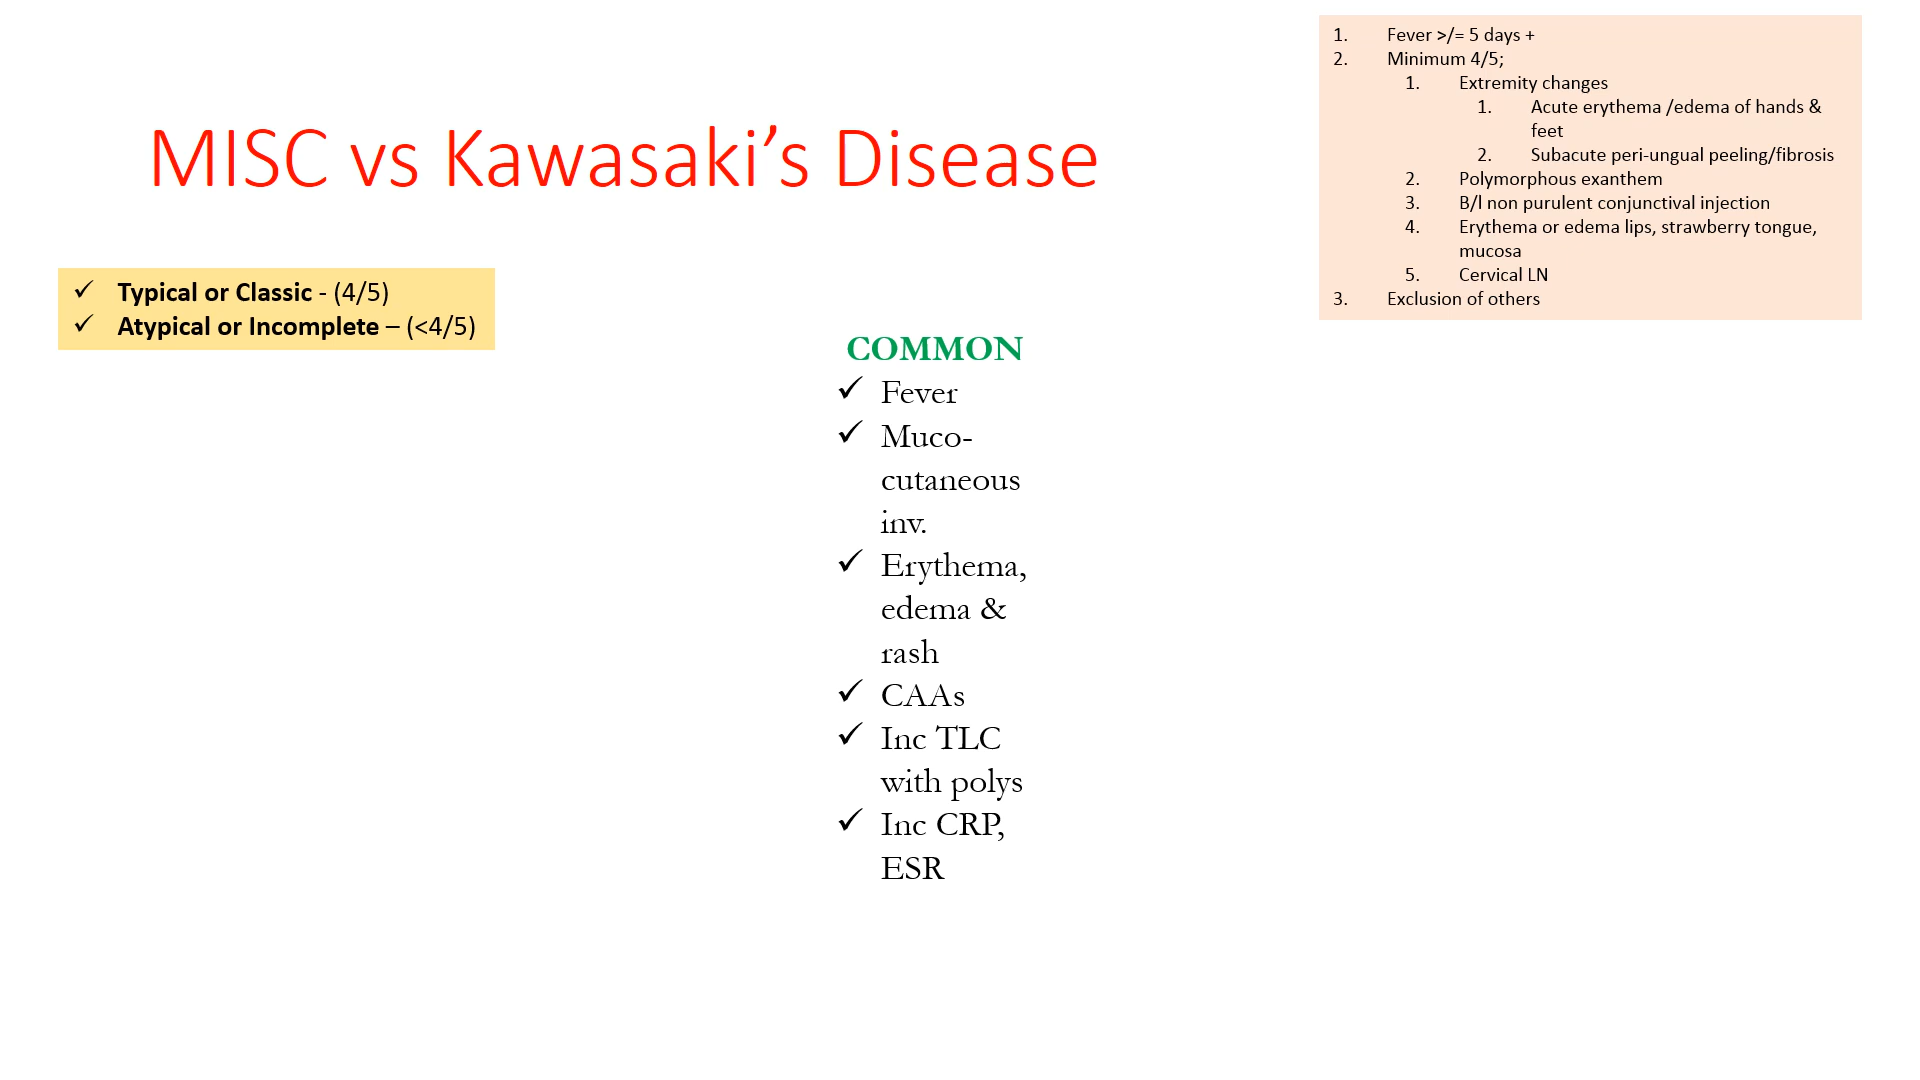 MISC vs Kawasaki’s Disease
1. Fever >/= 5 days +
2. Minimum 4/5;
1. Extremity changes
1. Acute erythema /edema of hands &
feet
2. Subacute peri-ungual peeling/fibrosis
2. Polymorphous exanthem
3. B/l non purulent conjunctival injection
4. Erythema or edema lips, strawberry tongue,
mucosa
5. Cervical LN
3. Exclusion of others
✓ Typical or Classic - (4/5)
✓ Atypical or Incomplete – (<4/5)
COMMON
✓ Fever
✓ Muco-
cutaneous
inv.
✓ Erythema,
edema &
rash
✓ CAAs
✓ Inc TLC
with polys
✓ Inc CRP,
ESR